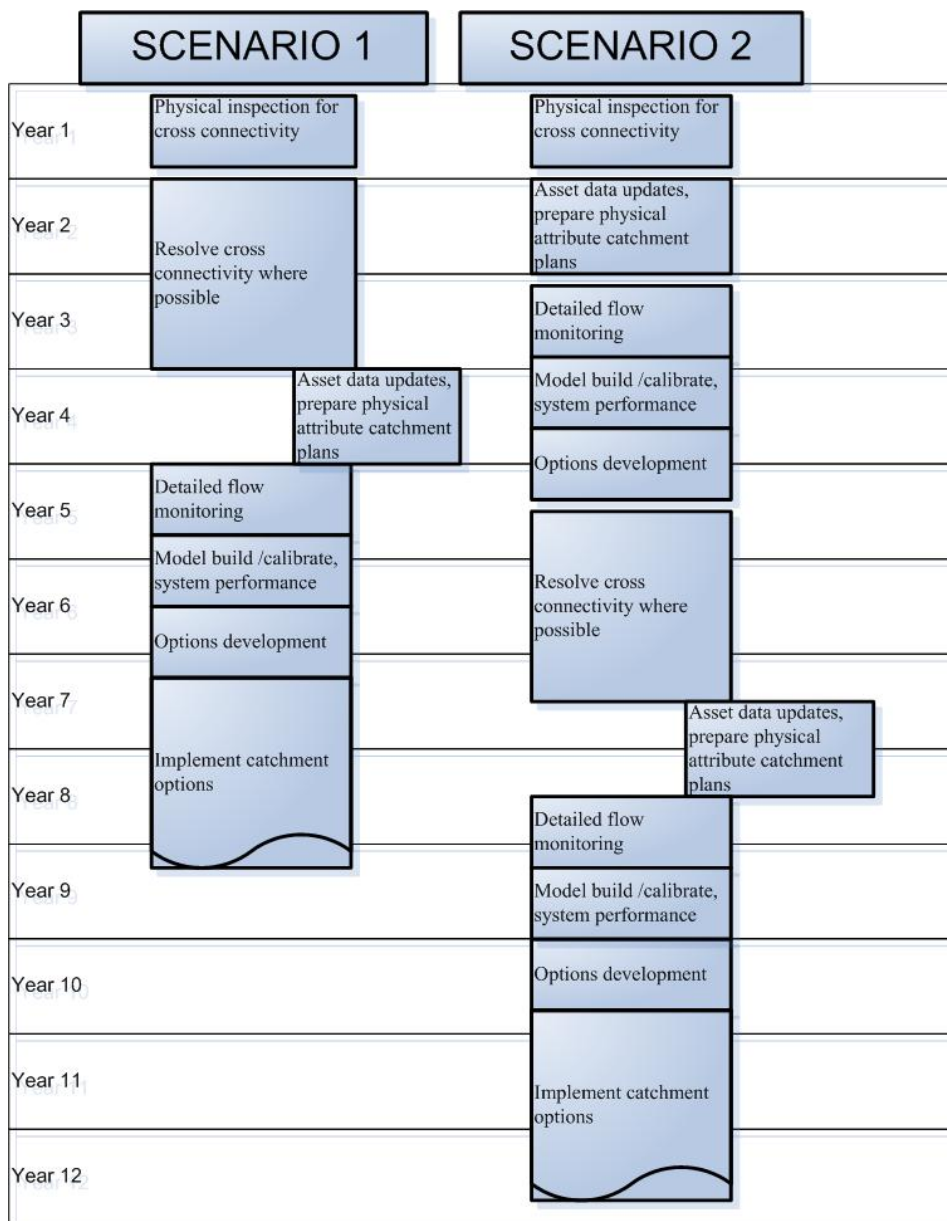 SCENARIO 1
SCENARIO 2
Year 1
Physical inspection for
cross connectivity
Physical inspection for
cross connectivity
Year 2
Resolve cross
connectivity where
possible
Asset data updates,
prepare physical
attribute catchment
plans
Year 3
Detailed flow
monitoring
Year 4
Asset data updates,
prepare physical
attribute catchment
plans
Model build /calibrate,
system performance
Options development
Year 5
Detailed flow
monitoring
Model build /calibrate,
system performance
Year 6
Resolve cross
connectivity where
possible
Options development
Year 7
Asset data updates,
prepare physical
attribute catchment
plans
Year 8
Implement catchment
options
Detailed flow
monitoring
Year 9
Model build /calibrate,
system performance
Year 10
Options development
Year 11
Implement catchment
options
Year 12